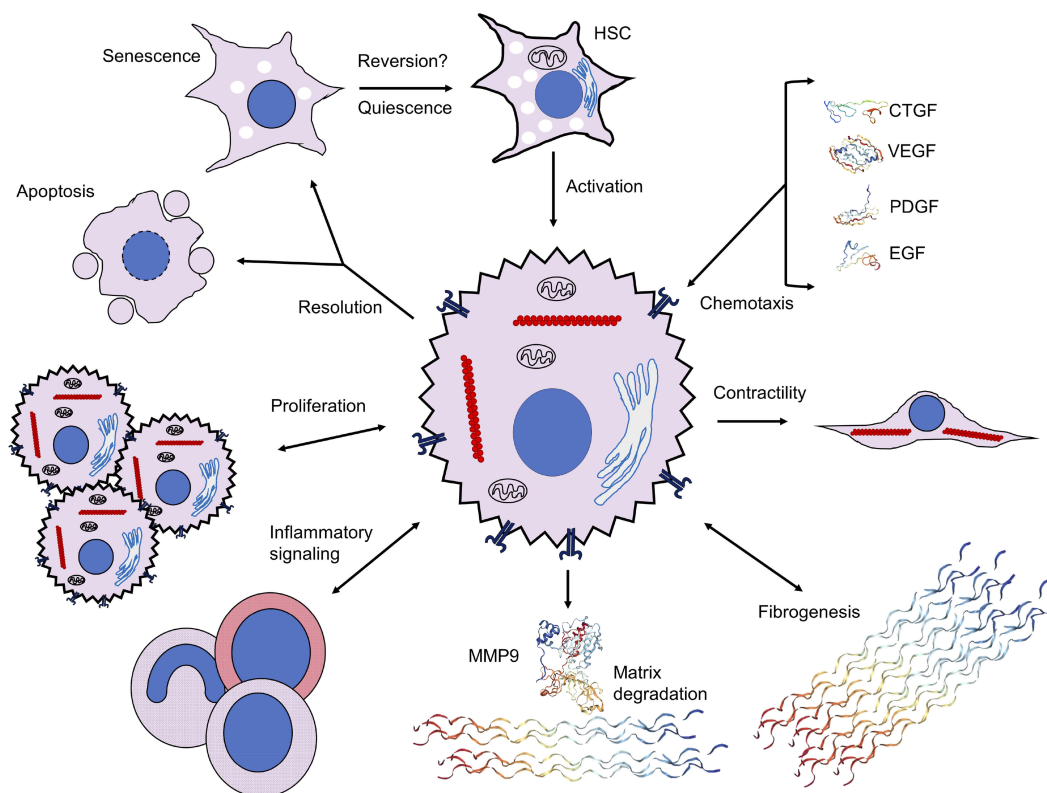 HSC
Senescence
Reversion?
Quiescence
CTGF
VEGF
PDGF
EGF
Activation
Apoptosis
Resolution
Chemotaxis
Contractility
Proliferation
Inflammatory
signaling
Fibrogenesis
MMP9
Matrix
degradation